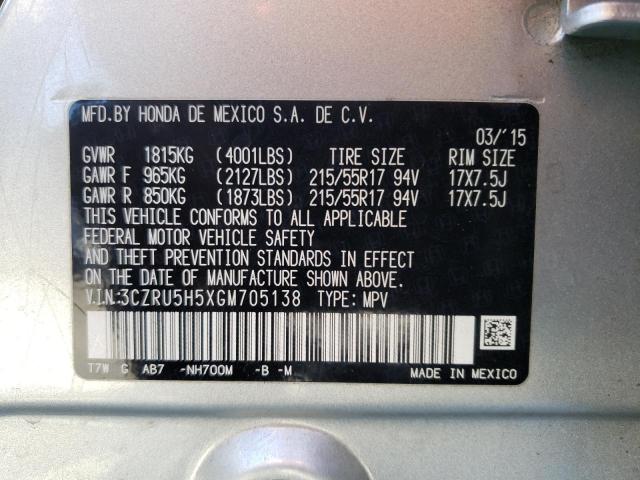 MFD.BY HONDA DE MEXICO S.A. DE C.V.
03/'15
GVWR 1815KG (4001LBS) TIRE SIZE RIM SIZE
GAWR F 965KG (2127LBS) 215/55R17 94V 17X7.5J
GAWR R 850KG (1873LBS) 215/55R17 94V 17X7.5J
THIS VEHICLE CONFORMS TO ALL APPLICABLE
FEDERAL MOTOR VEHICLE SAFETY
AND THEFT PREVENTION STANDARDS IN EFFECT
ON THE DATE OF MANUFACTURE SHOWN ABOVE.
V.I.N.:3CZRU5H5XGM705138 TYPE: MPV
T7W G AB7 -NH700M -B -M MADE IN MEXICO